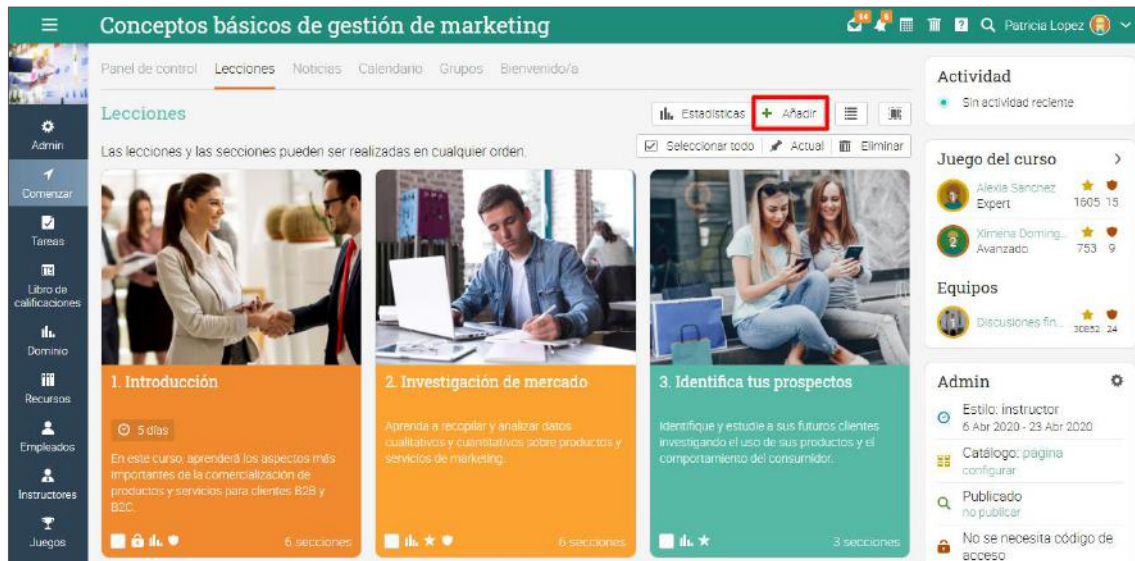 Conceptos básicos de gestión de marketing
14
6
Patricia Lopez
Panel de control Lecciones Noticias Calendario Grupos Bienvenido/a
Lecciones
Estadísticas + Añadir
Las lecciones y las secciones pueden ser realizadas en cualquier orden.
Seleccionar todo Actual Eliminar
Admin
Comenzar
Tareas
Libro de
calificaciones
Dominio
Recursos
Empleados
Instructores
Juegos
1. Introducción
5 días
En este curso, aprenderá los aspectos más
importantes de la comercialización de
productos y servicios para clientes B2B y
B2C.
6 secciones
2. Investigación de mercado
Aprenda a recopilar y analizar datos
cualitativos y cuantitativos sobre productos y
servicios de marketing.
6 secciones
3. Identifica tus prospectos
Identifique y estudie a sus futuros clientes
investigando el uso de sus productos y el
comportamiento del consumidor.
3 secciones
Actividad
Sin actividad reciente
Juego del curso
Alexia Sanchez
Expert 1605 15
Ximena Doming...
Avanzado 753 9
Equipos
Discusiones fin...
30852 24
Admin
Estilo: instructor
6 Abr 2020 - 23 Abr 2020
Catálogo: página
configurar
Publicado
no publicar
No se necesita código de
acceso